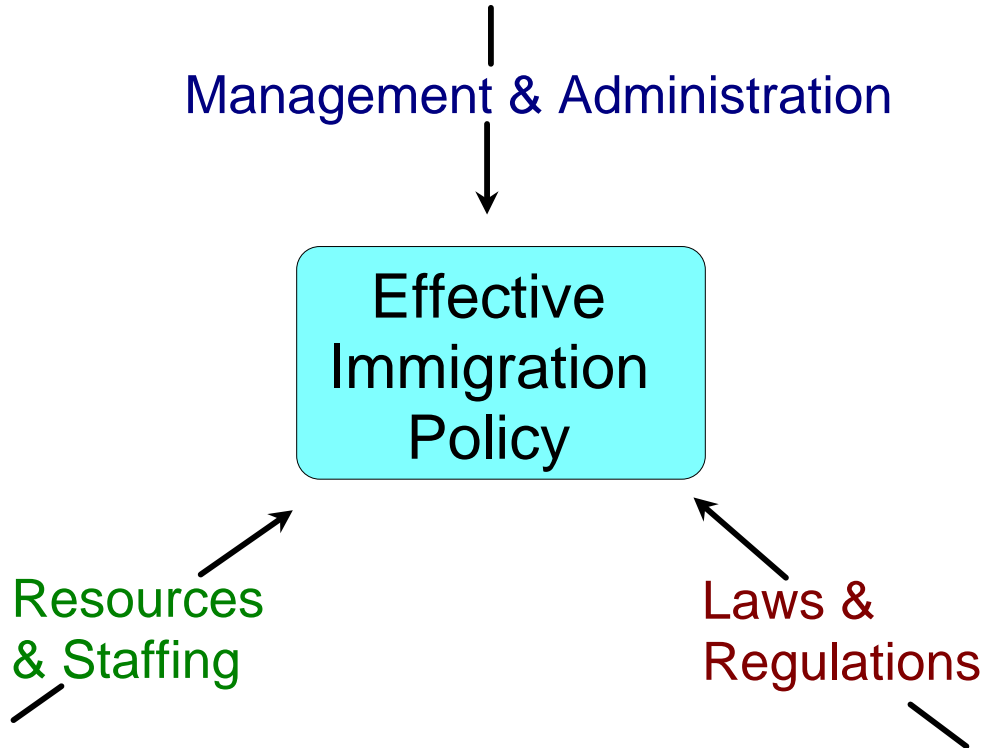 Management & Administration
Effective
Immigration
Policy
Resources
& Staffing
Laws &
Regulations